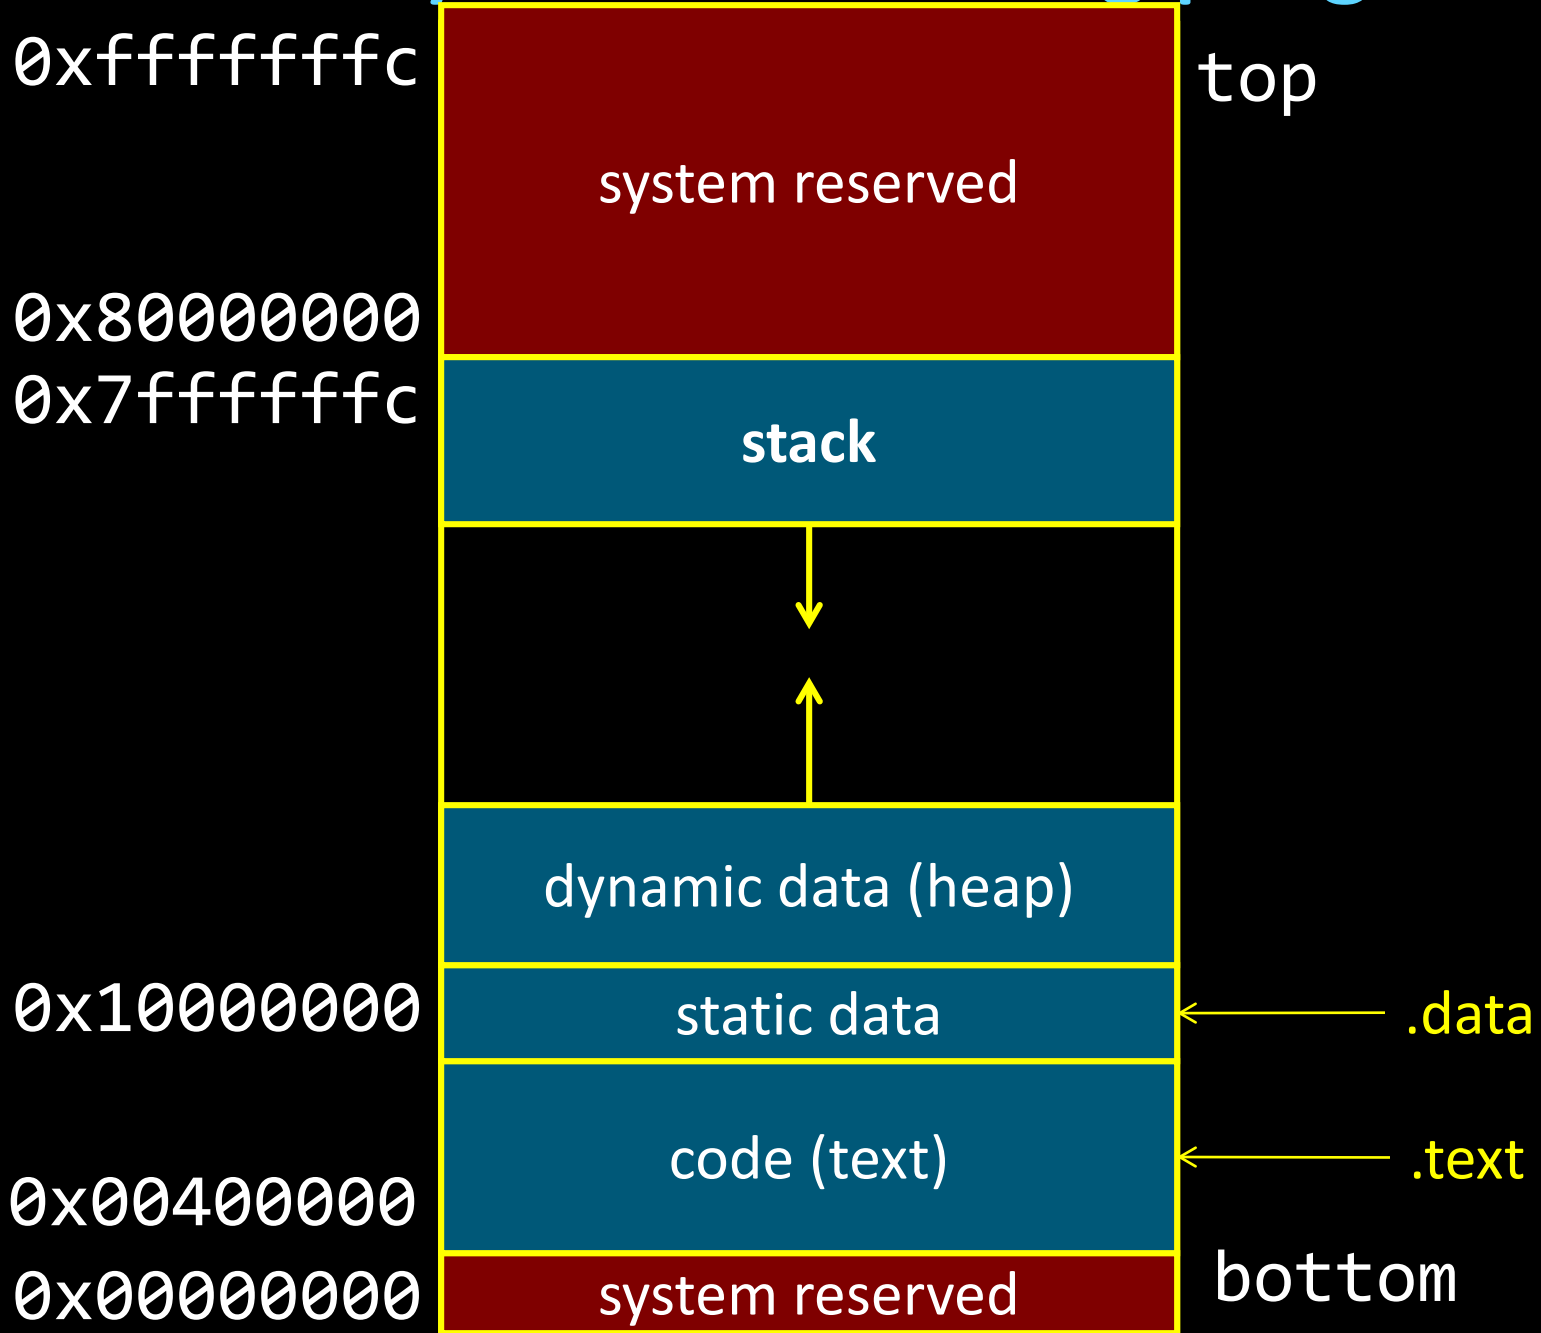 0xfffffffc
top
system reserved
0x80000000
0x7ffffffc
stack
dynamic data (heap)
0x10000000
static data
.data
code (text)
.text
0x00400000
bottom
0x00000000
system reserved